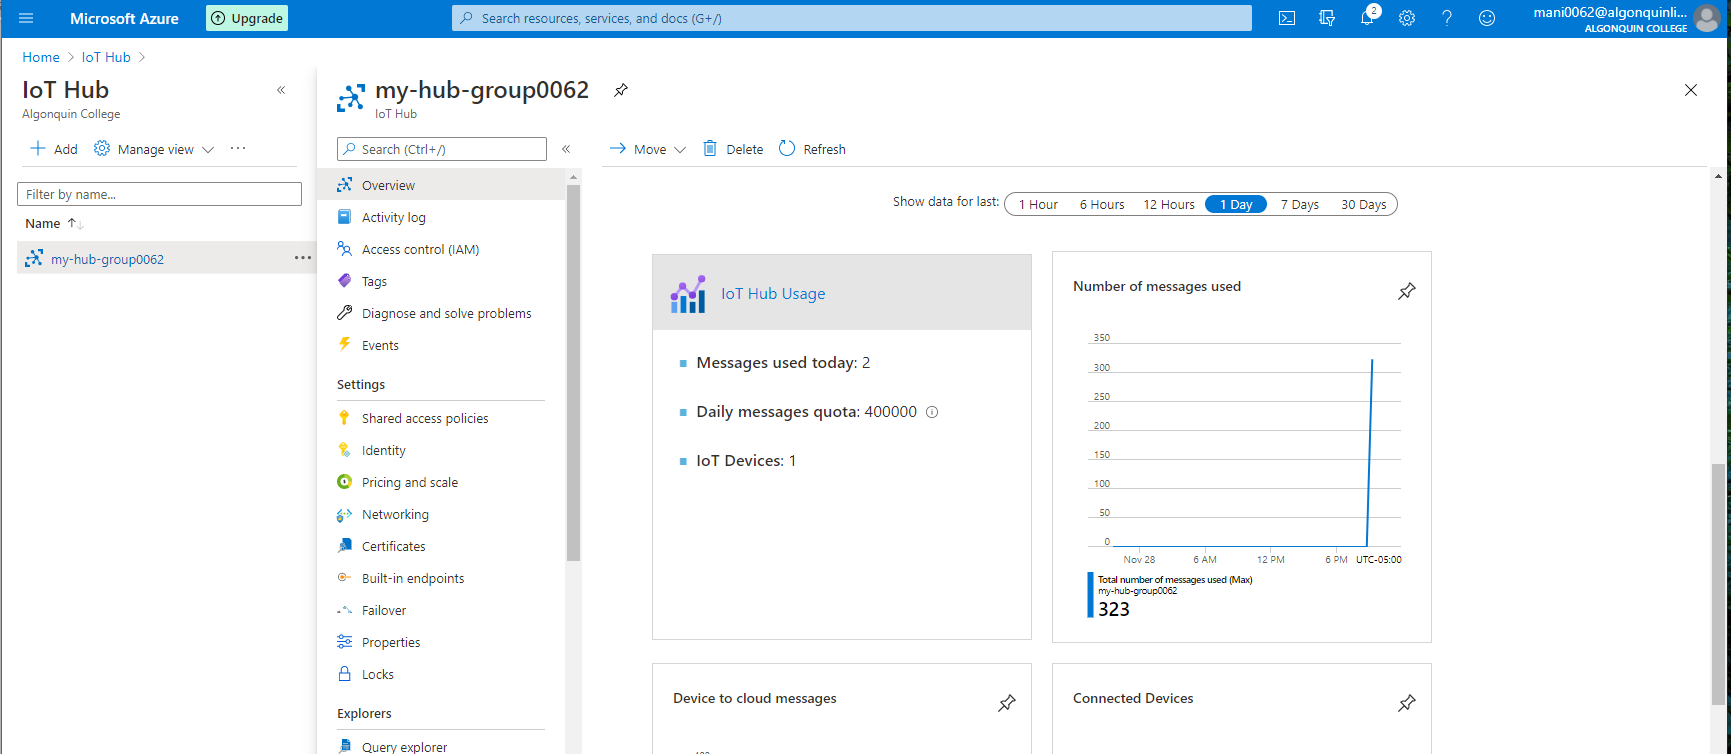 Microsoft Azure
Upgrade
Search resources, services, and docs (G+/)
2
mani0062@algonquinli...
ALGONQUIN COLLEGE
Home > IoT Hub >
IoT Hub
Algonquin College
Add
Manage view
Filter by name...
Name
my-hub-group0062
my-hub-group0062
IoT Hub
Search (Ctrl+/)
Overview
Activity log
Access control (IAM)
Tags
Diagnose and solve problems
Events
Settings
Shared access policies
Identity
Pricing and scale
Networking
Certificates
Built-in endpoints
Failover
Properties
Locks
Explorers
Query explorer
Move
Delete
Refresh
Show data for last:
1 Hour
6 Hours
12 Hours
1 Day
7 Days
30 Days
IoT Hub Usage
Messages used today: 2
Daily messages quota: 400000
IoT Devices: 1
Number of messages used
350
300
250
200
150
100
50
0
Nov 28
6 AM
12 PM
6 PM
UTC-05:00
Total number of messages used (Max)
my-hub-group0062
323
Device to cloud messages
Connected Devices